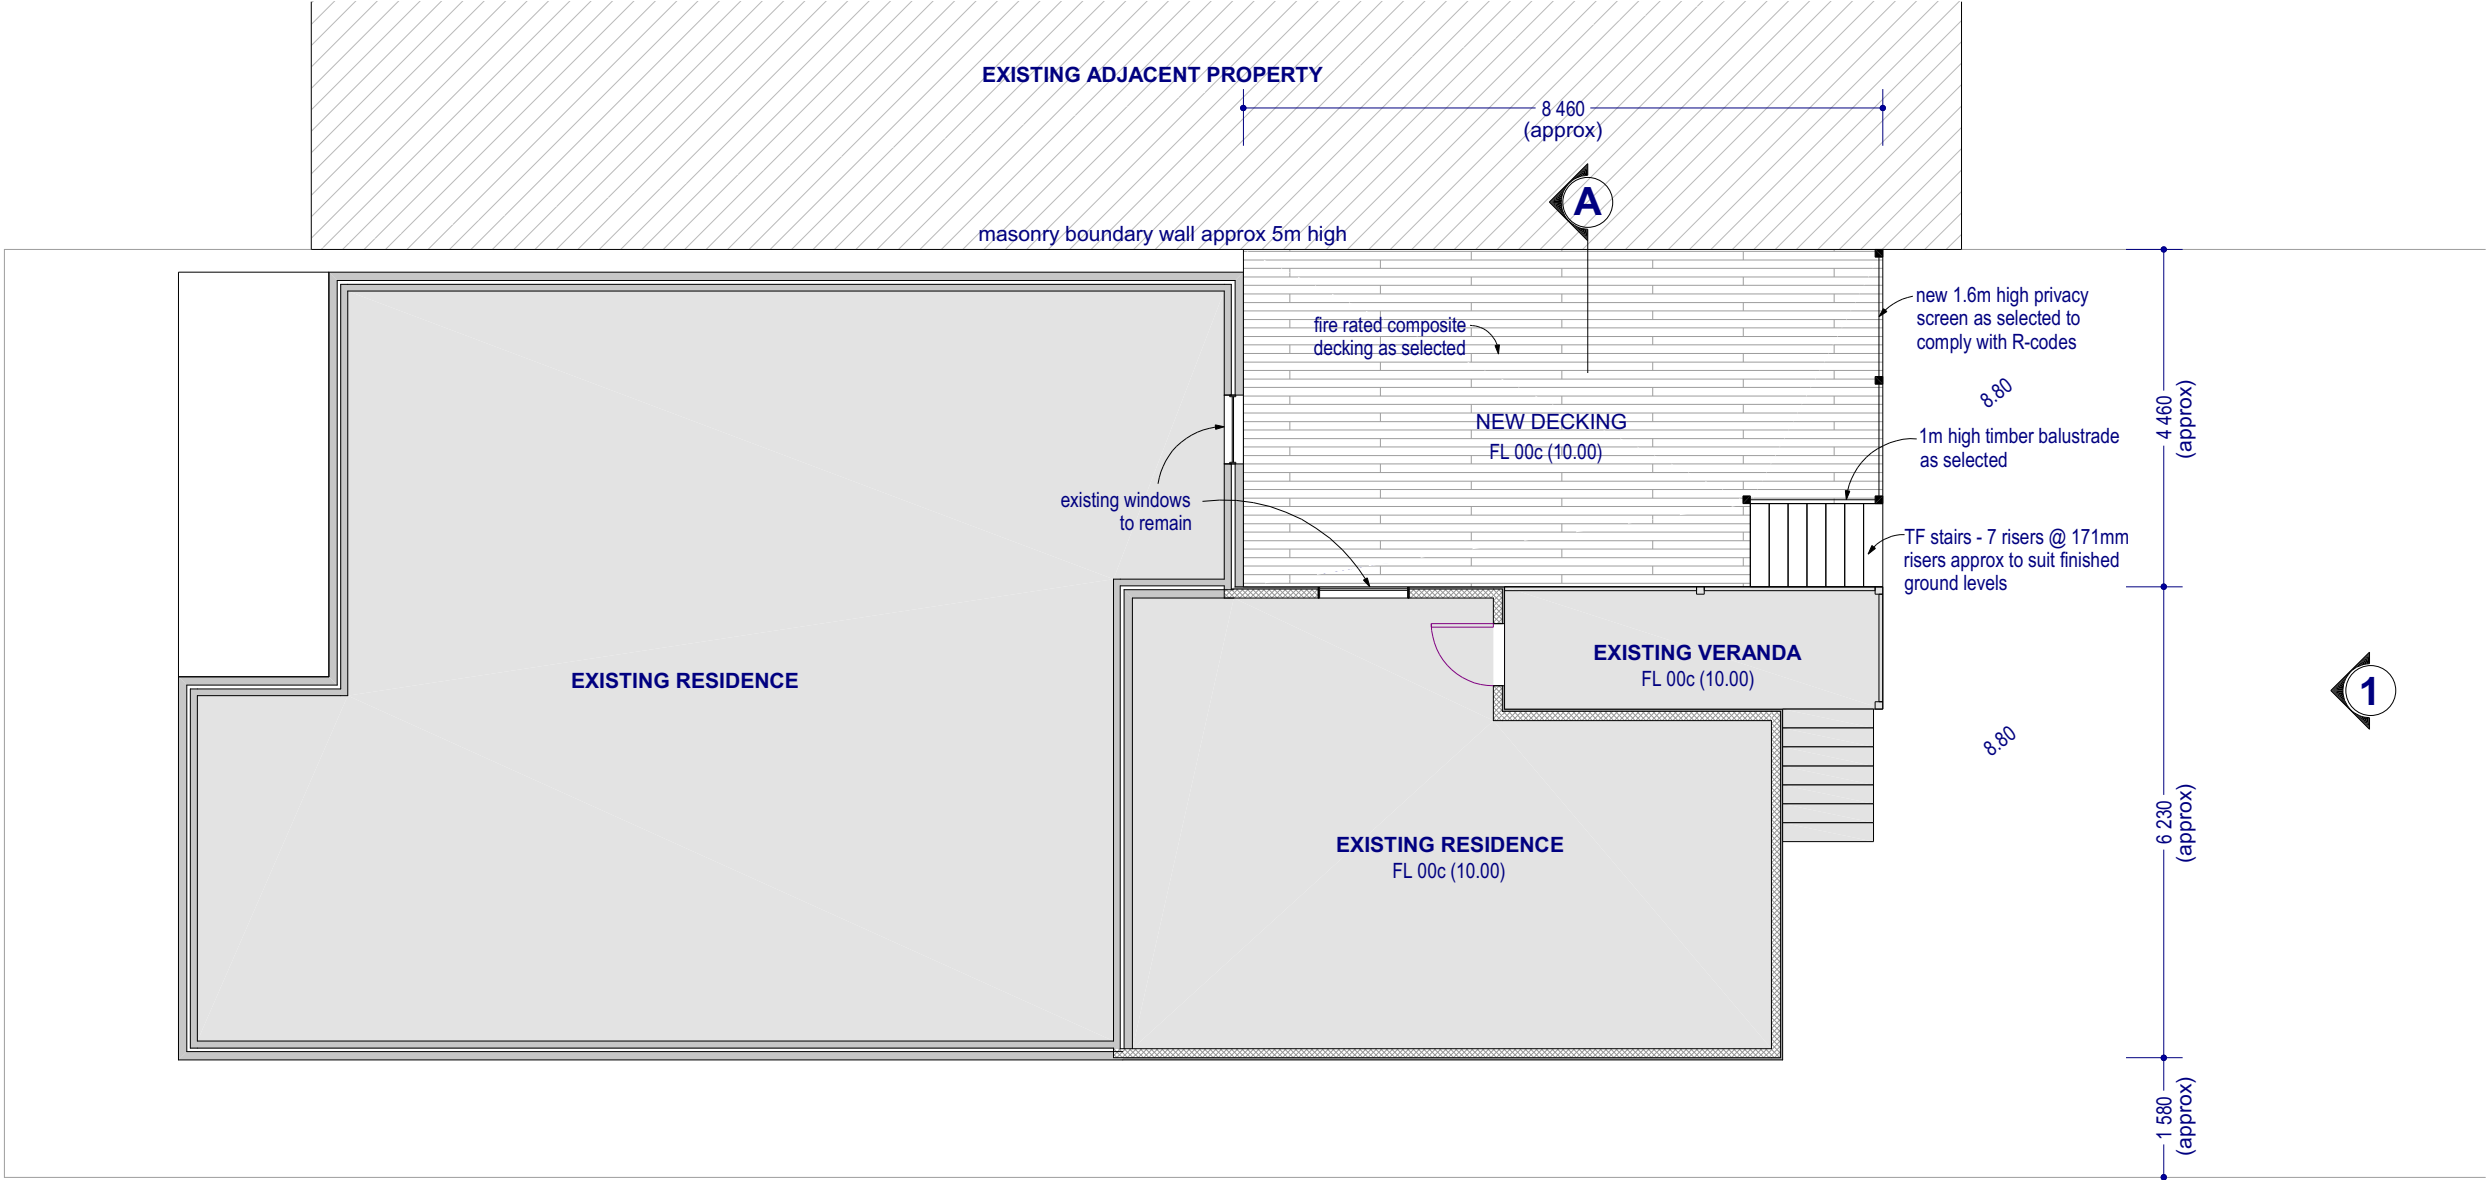 EXISTING ADJACENT PROPERTY
8 460
(approx)
A
masonry boundary wall approx 5m high
new 1.6m high privacy
screen as selected to
comply with R-codes
fire rated composite
decking as selected
8.80
4 460
(approx)
NEW DECKING
FL 00c (10.00)
1m high timber balustrade
as selected
existing windows
to remain
TF stairs - 7 risers @ 171mm
risers approx to suit finished
ground levels
EXISTING RESIDENCE
EXISTING VERANDA
FL 00c (10.00)
1
8.80
EXISTING RESIDENCE
FL 00c (10.00)
6 230
(approx)
1 580
(approx)